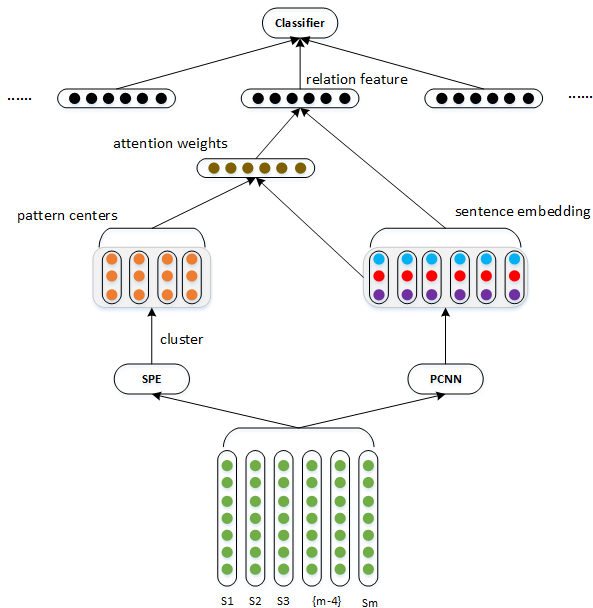 Classifier
relation feature
......
......
attention weights
pattern centers
sentence embedding
cluster
SPE
PCNN
S1 S2 S3 {m-4} Sm